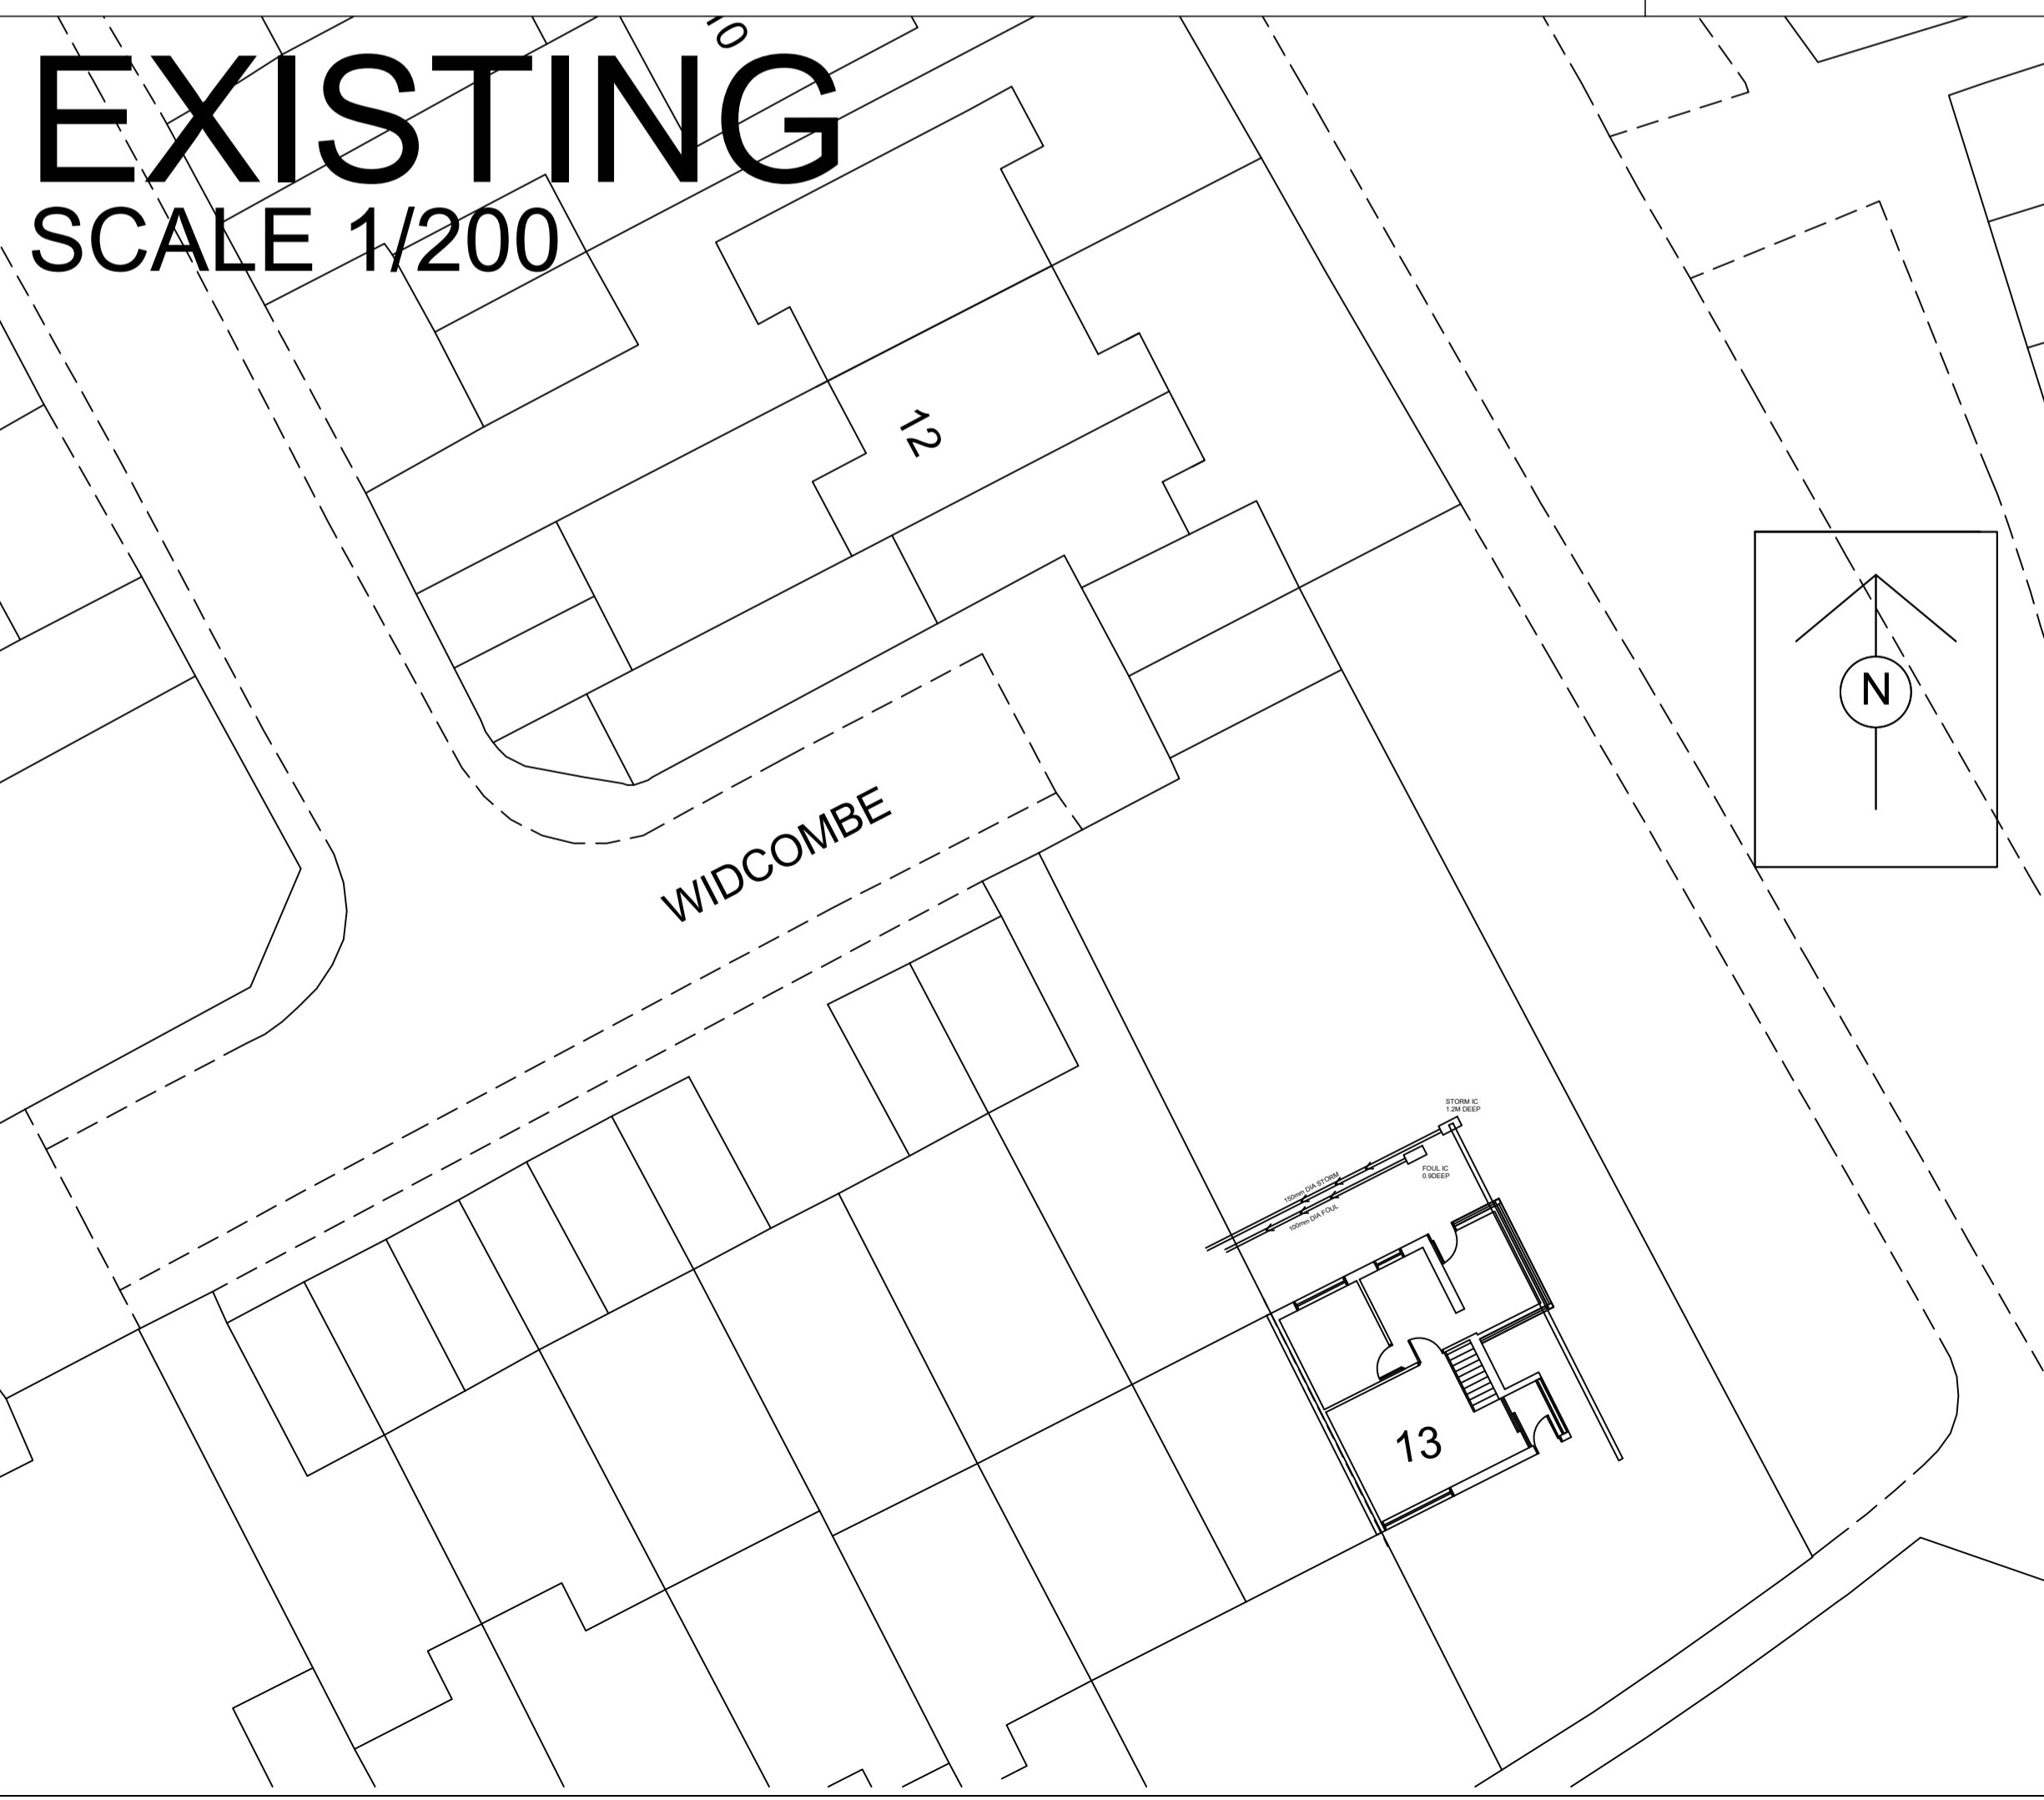 EXISTING
SCALE 1/200
10
12
N
WIDCOMBE
STORM IC
1.2M DEEP
FOUL IC
0.9DEEP
150mm DIA STORM
100mm DIA FOUL
13